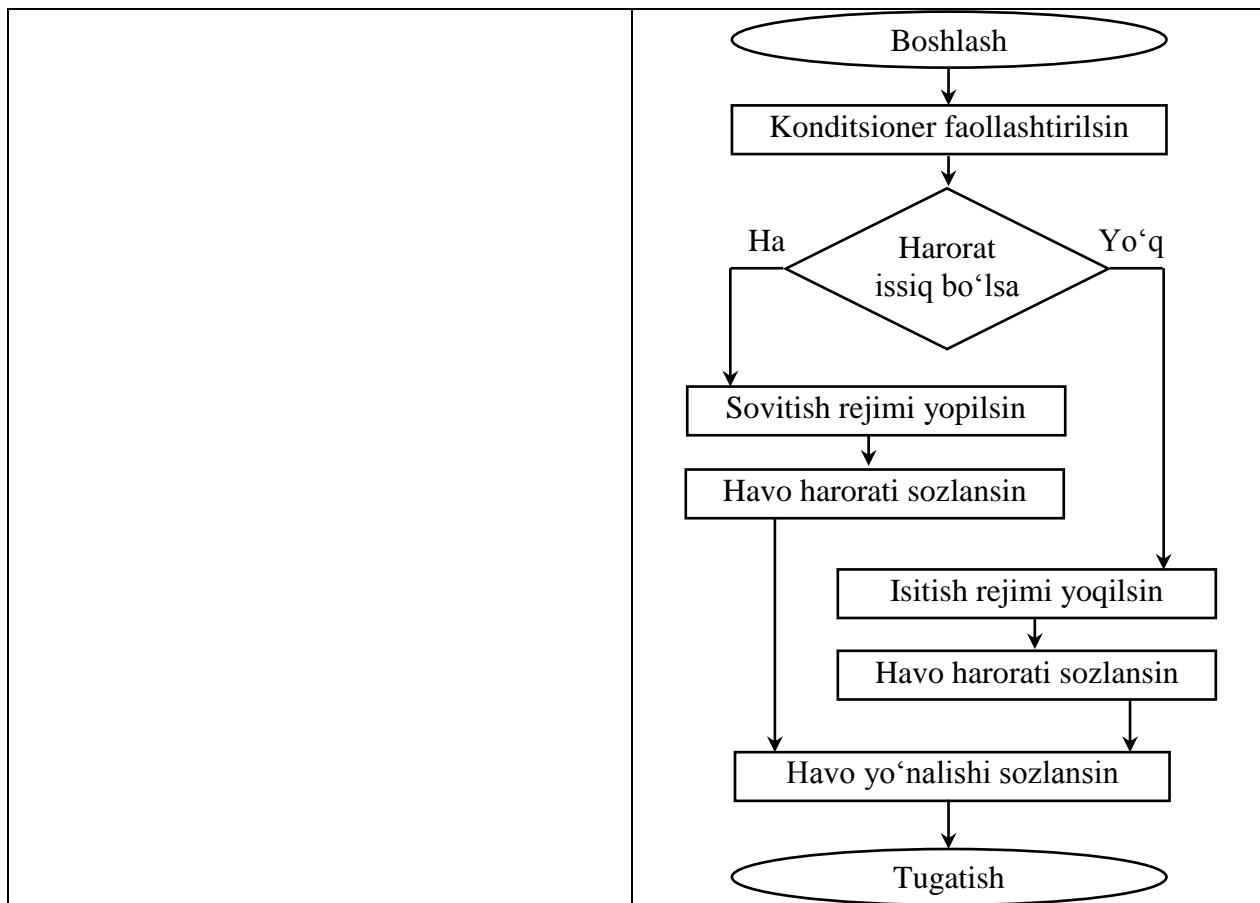 Boshlash
Konditsioner faollashtirilsin
Ha
Yo‘q
Harorat
issiq bo‘lsa
Sovitish rejimi yopilsin
Havo harorati sozlansin
Isitish rejimi yoqilsin
Havo harorati sozlansin
Havo yo‘nalishi sozlansin
Tugatish